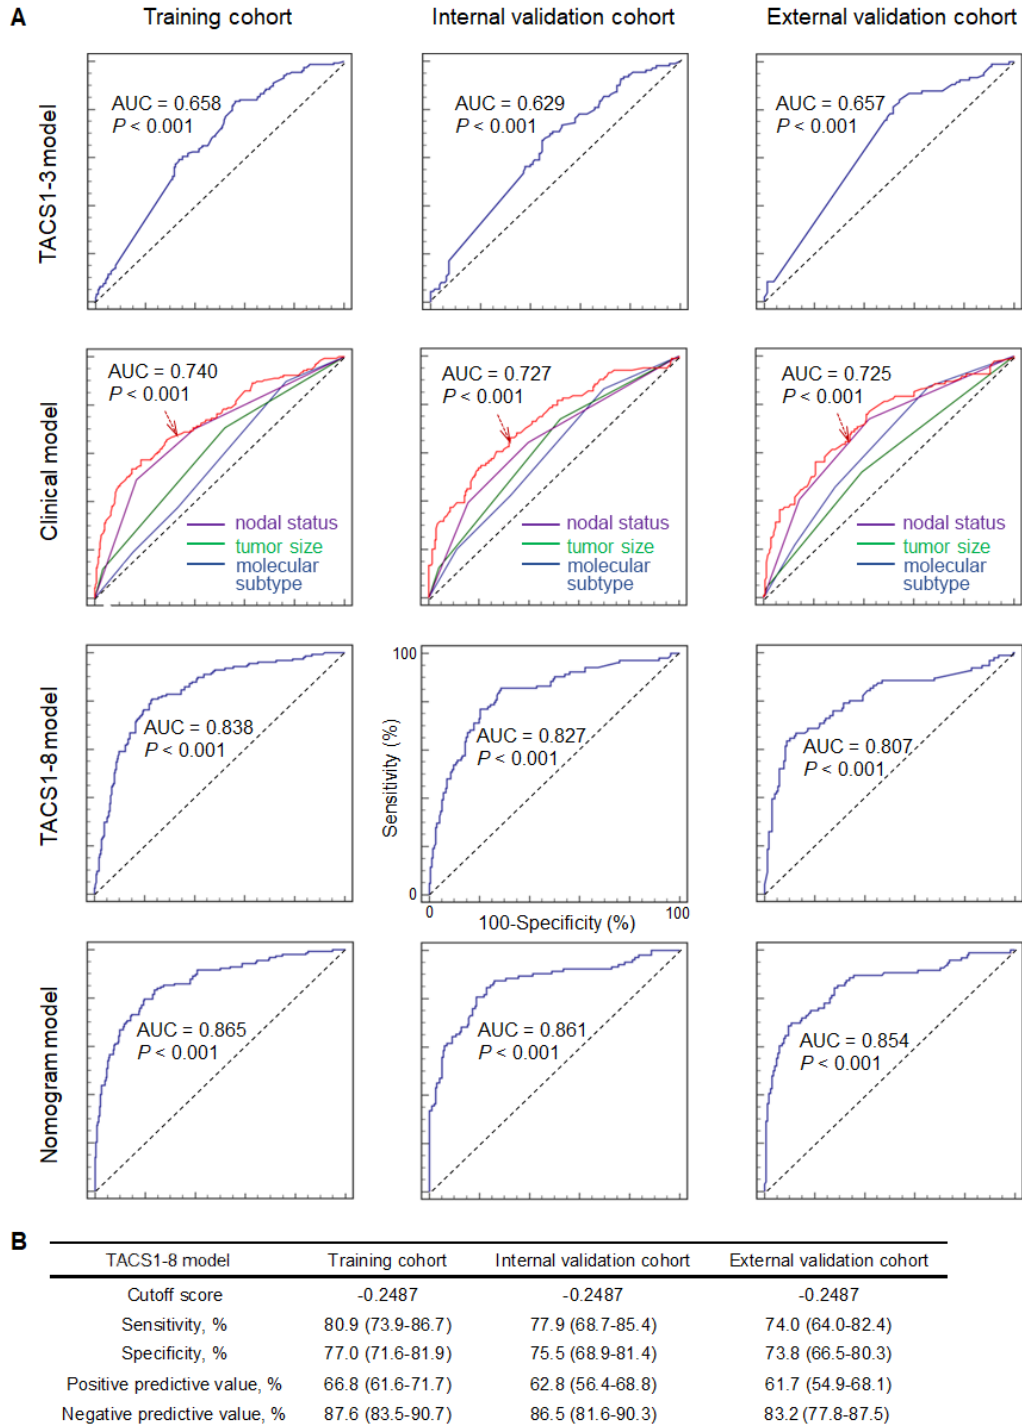 A
Training cohort
Internal validation cohort
External validation cohort
TACS1-3 model
AUC = 0.658
P < 0.001
AUC = 0.629
P < 0.001
AUC = 0.657
P < 0.001
Clinical model
AUC = 0.740
P < 0.001
nodal status
tumor size
molecular
subtype
AUC = 0.727
P < 0.001
nodal status
tumor size
molecular
subtype
AUC = 0.725
P < 0.001
nodal status
tumor size
molecular
subtype
TACS1-8 model
AUC = 0.838
P < 0.001
100
Sensitivity (%)
0
AUC = 0.827
P < 0.001
0
100-Specificity (%)
100
AUC = 0.807
P < 0.001
Nomogram model
AUC = 0.865
P < 0.001
AUC = 0.861
P < 0.001
AUC = 0.854
P < 0.001
B
TACS1-8 model Training cohort Internal validation cohort External validation cohort
Cutoff score -0.2487 -0.2487 -0.2487
Sensitivity, % 80.9 (73.9-86.7) 77.9 (68.7-85.4) 74.0 (64.0-82.4)
Specificity, % 77.0 (71.6-81.9) 75.5 (68.9-81.4) 73.8 (66.5-80.3)
Positive predictive value, % 66.8 (61.6-71.7) 62.8 (56.4-68.8) 61.7 (54.9-68.1)
Negative predictive value, % 87.6 (83.5-90.7) 86.5 (81.6-90.3) 83.2 (77.8-87.5)